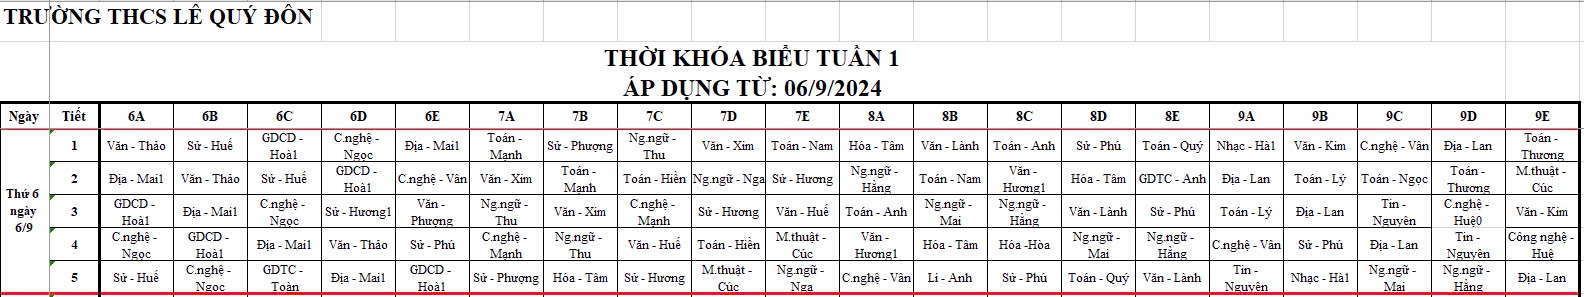 TRƯỜNG THCS LÊ QUÝ ĐÔN
THỜI KHÓA BIỂU TUẦN 1
ÁP DỤNG TỪ: 06/9/2024
Ngày Tiết 6A 6B 6C 6D 6E 7A 7B 7C 7D 7E 8A 8B 8C 8D 8E 9A 9B 9C 9D 9E
Thứ 6 ngày 6/9
1 Văn - Thảo Sử - Huế GDCD - Hoà1 C.nghệ - Ngọc Địa - Mai1 Toán - Mạnh Sử - Phượng Ng.ngữ - Thu Văn - Xim Toán - Nam Hóa - Tâm Văn - Lành Toán - Anh Sử - Phú Toán - Quý Nhạc - Hà1 Văn - Kim C.nghệ - Vân Địa - Lan Toán - Thương
2 Địa - Mai1 Văn - Thảo Sử - Huế GDCD - Hoà1 C.nghệ - Vân Văn - Xim Toán - Mạnh Toán - Hiền Ng.ngữ - Nga Sử - Hương Ng.ngữ - Hằng Toán - Nam Văn - Hương1 Hóa - Tâm GDTC - Anh Địa - Lan Toán - Lý Toán - Ngọc Toán - Thương M.thuật - Cúc
3 GDCD - Hoà1 Địa - Mai1 C.nghệ - Ngọc Sử - Hương1 Văn - Phượng Ng.ngữ - Thu Văn - Xim C.nghệ - Mạnh Sử - Hương Văn - Huế Toán - Anh Ng.ngữ - Mai Ng.ngữ - Hằng Văn - Lành Sử - Phú Toán - Lý Địa - Lan Tin - Nguyên C.nghệ - Huệ0 Văn - Kim
4 C.nghệ - Ngọc GDCD - Hoà1 Địa - Mai1 Văn - Thảo Sử - Phú C.nghệ - Mạnh Ng.ngữ - Thu Văn - Huế Toán - Hiền M.thuật - Cúc Văn - Hương1 Hóa - Tâm Hóa -Hòa Ng.ngữ - Mai Ng.ngữ - Hằng C.nghệ - Vân Sử - Phú Địa - Lan Tin - Nguyên Công nghệ - Huệ
5 Sử - Huế C.nghệ - Ngọc GDTC - Toàn Địa - Mai1 GDCD - Hoà1 Sử - Phượng Hóa - Tâm Sử - Hương M.thuật - Cúc Ng.ngữ - Nga C.nghệ - Vân Lí - Anh Sử - Phú Toán - Quý Văn - Lành Tin - Nguyên Nhạc - Hà1 Ng.ngữ - Mai Ng.ngữ - Hằng Địa - Lan